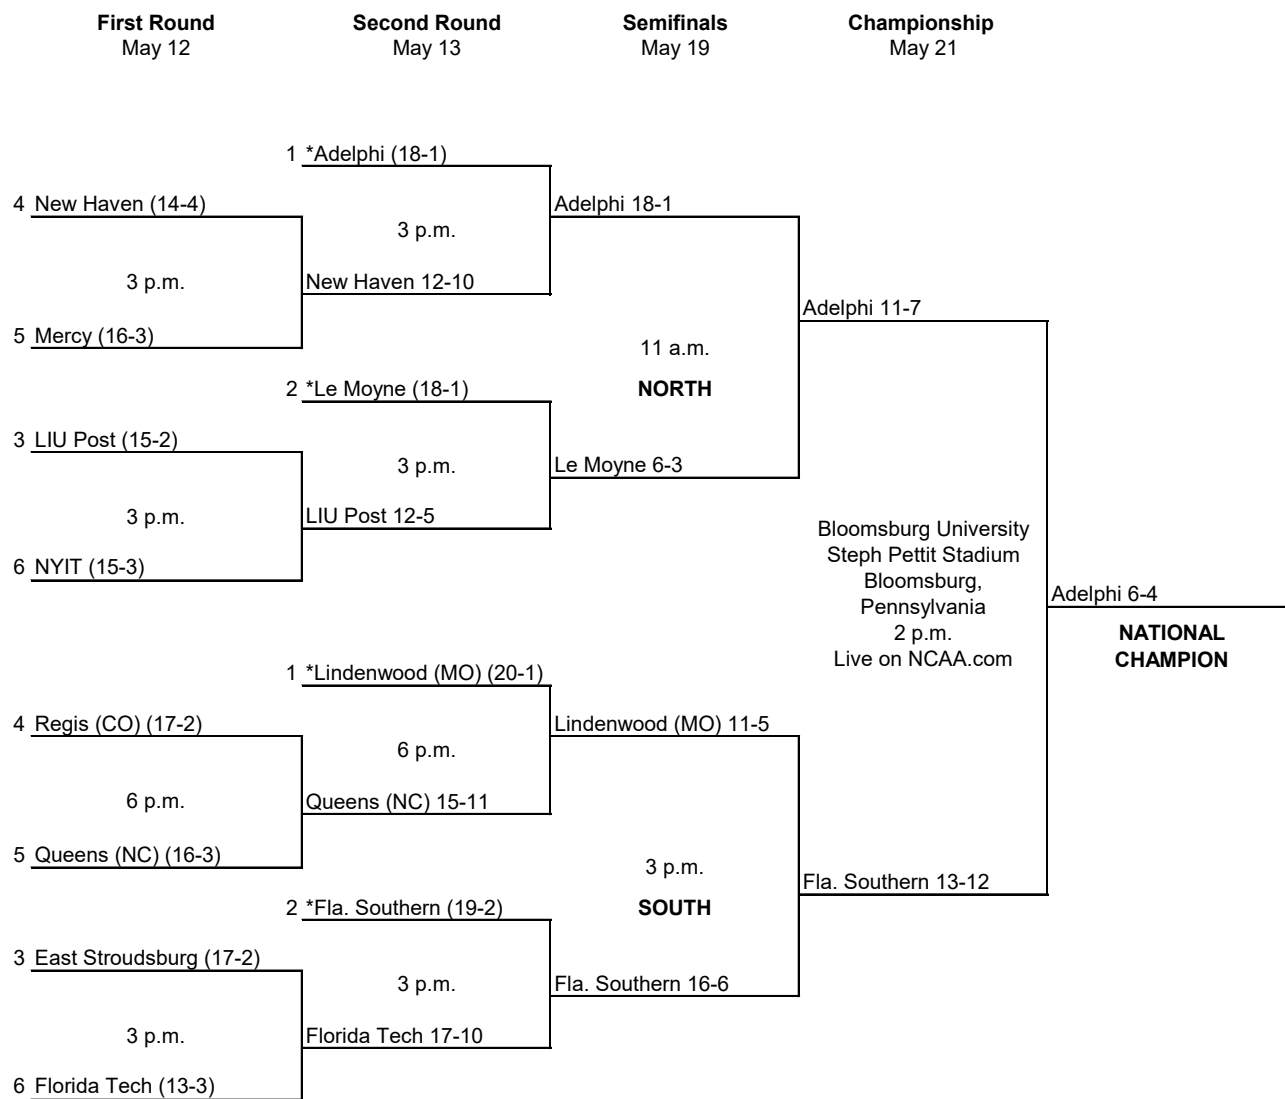 First Round
May 12
Second Round
May 13
Semifinals
May 19
Championship
May 21
1 *Adelphi (18-1)
4 New Haven (14-4)
Adelphi 18-1
3 p.m.
3 p.m.
New Haven 12-10
Adelphi 11-7
5 Mercy (16-3)
11 a.m.
2 *Le Moyne (18-1)
NORTH
3 LIU Post (15-2)
3 p.m.
Le Moyne 6-3
3 p.m.
LIU Post 12-5
6 NYIT (15-3)
Bloomsburg University
Steph Pettit Stadium
Bloomsburg,
Pennsylvania
2 p.m.
Live on NCAA.com
Adelphi 6-4
NATIONAL
CHAMPION
1 *Lindenwood (MO) (20-1)
4 Regis (CO) (17-2)
Lindenwood (MO) 11-5
6 p.m.
6 p.m.
Queens (NC) 15-11
5 Queens (NC) (16-3)
3 p.m.
Fla. Southern 13-12
2 *Fla. Southern (19-2)
SOUTH
3 East Stroudsburg (17-2)
3 p.m.
Fla. Southern 16-6
3 p.m.
Florida Tech 17-10
6 Florida Tech (13-3)